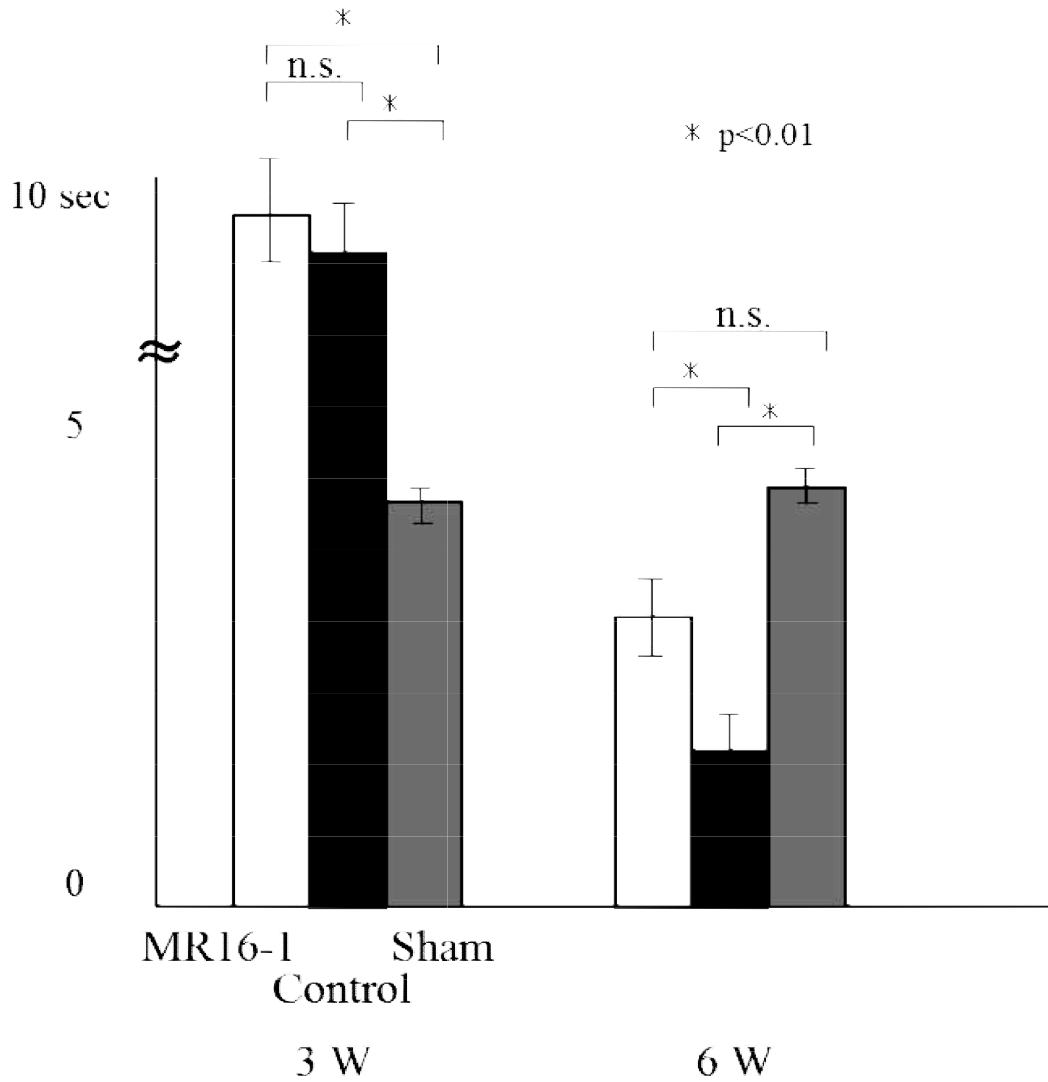 *
n.s.
*
* p<0.01
10 sec
n.s.
*
5
*
0
MR16-1 Sham
Control
3 W 6 W